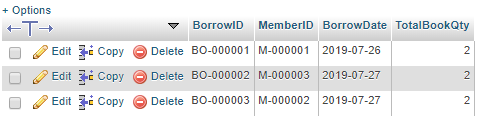 + Options
BorrowID MemberID BorrowDate TotalBookQty
Edit Copy Delete BO-000001 M-000001 2019-07-26 2
Edit Copy Delete BO-000002 M-000003 2019-07-27 2
Edit Copy Delete BO-000003 M-000002 2019-07-27 2